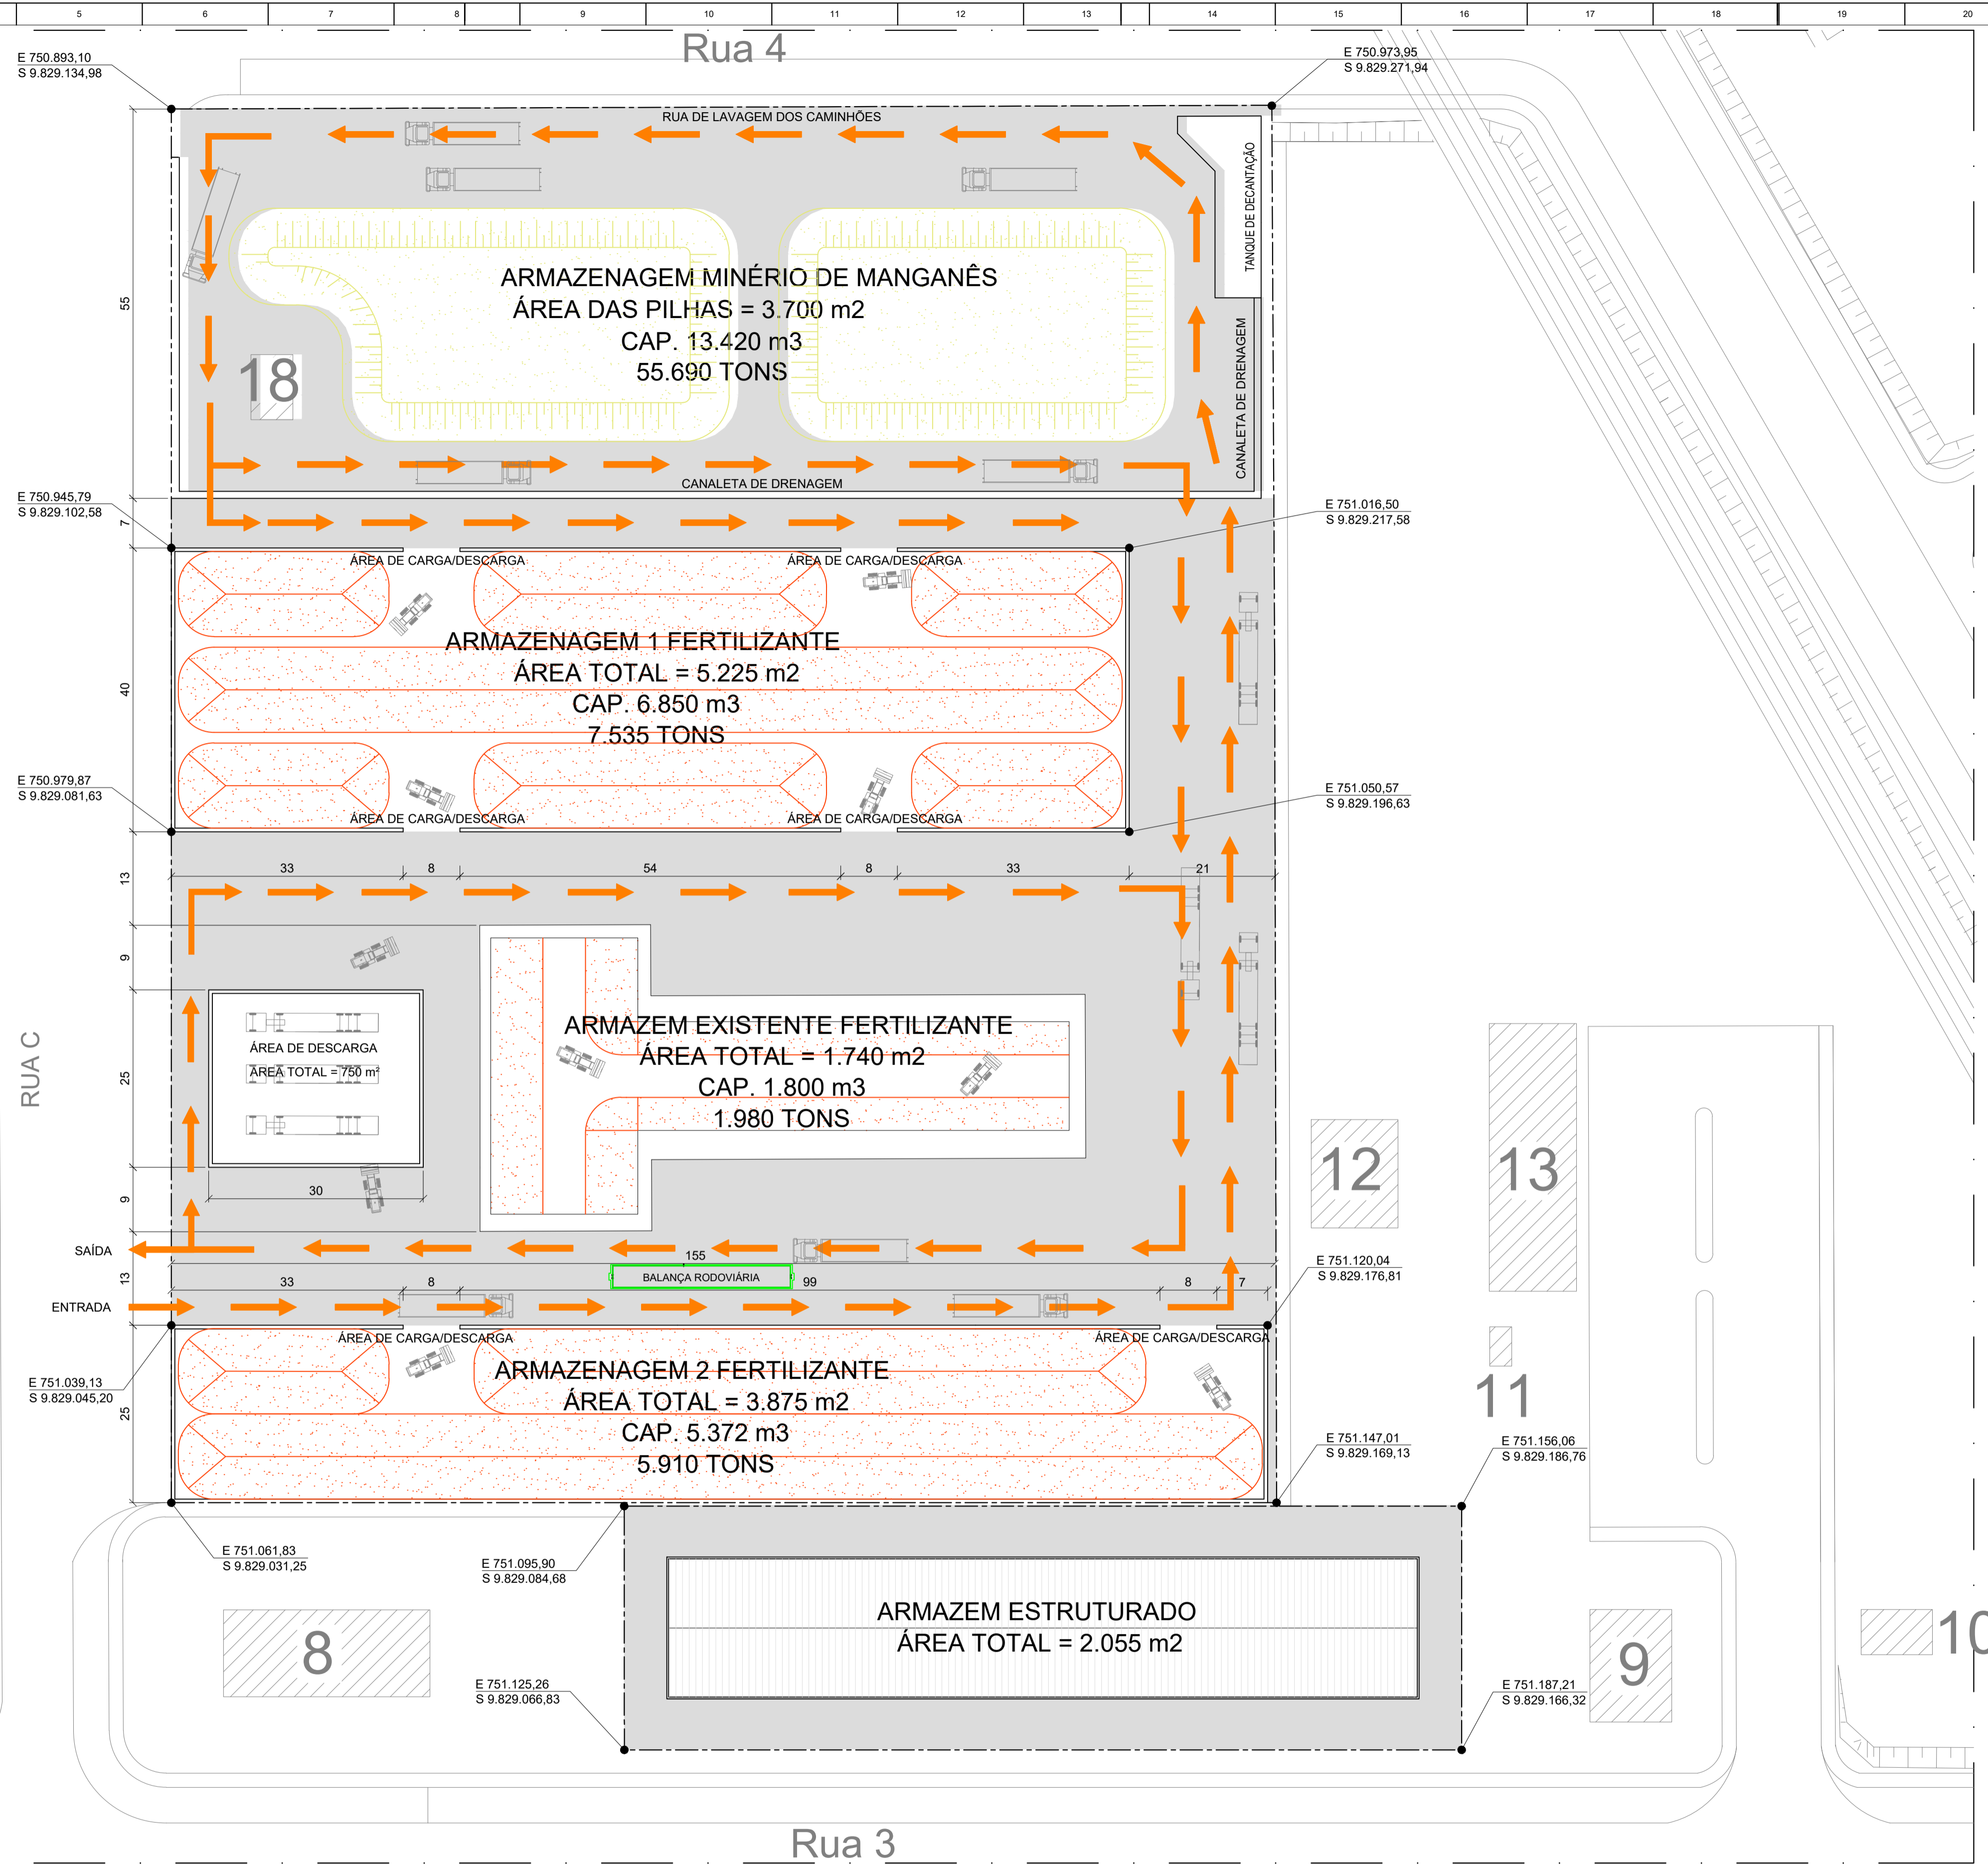 5 6 7 8 9 10 11 12 13 14 15 16 17 18 19 20
Rua 4
E 750.893,10
S 9.829.134,98
E 750.973,95
S 9.829.271,94
RUA DE LAVAGEM DOS CAMINHÕES
TANQUE DE DECANTAÇÃO
ARMAZENAGEM MINÉRIO DE MANGANÊS
ÁREA DAS PILHAS = 3.700 m2
CAP. 13.420 m3
55.690 TONS
55
18
CANALETA DE DRENAGEM
CANALETA DE DRENAGEM
E 750.945,79
S 9.829.102,58
7
E 751.016,50
S 9.829.217,58
ÁREA DE CARGA/DESCARGA
ÁREA DE CARGA/DESCARGA
ARMAZENAGEM 1 FERTILIZANTE
ÁREA TOTAL = 5.225 m2
CAP. 6.850 m3
7.535 TONS
40
E 750.979,87
S 9.829.081,63
E 751.050,57
S 9.829.196,63
ÁREA DE CARGA/DESCARGA
ÁREA DE CARGA/DESCARGA
13
33 8 54 8 33 21
9
RUA C
25
ÁREA DE DESCARGA
ÁREA TOTAL = 750 m²
ARMAZEM EXISTENTE FERTILIZANTE
ÁREA TOTAL = 1.740 m2
CAP. 1.800 m3
1.980 TONS
12
13
9
30
SAÍDA
155
13
BALANÇA RODOVIÁRIA
33 8 99 8 7
E 751.120,04
S 9.829.176,81
ENTRADA
ÁREA DE CARGA/DESCARGA
ÁREA DE CARGA/DESCARGA
ARMAZENAGEM 2 FERTILIZANTE
ÁREA TOTAL = 3.875 m2
CAP. 5.372 m3
5.910 TONS
E 751.039,13
S 9.829.045,20
25
11
E 751.147,01
S 9.829.169,13
E 751.156,06
S 9.829.186,76
E 751.061,83
S 9.829.031,25
E 751.095,90
S 9.829.084,68
ARMAZEM ESTRUTURADO
ÁREA TOTAL = 2.055 m2
8
9
10
E 751.125,26
S 9.829.066,83
E 751.187,21
S 9.829.166,32
Rua 3